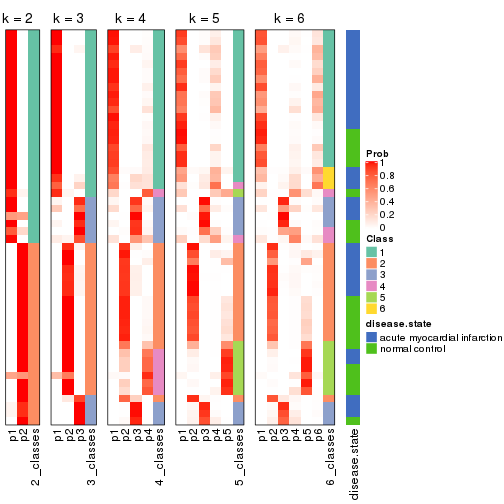 k = 2
k = 3
k = 4
k = 5
k = 6
Prob
1
0.8
0.6
0.4
0.2
0
Class
1
2
3
4
5
6
disease.state
acute myocardial infarction
normal control
p1
p2
2_classes
p1
p2
p3
3_classes
p1
p2
p3
p4
4_classes
p1
p2
p3
p4
p5
5_classes
p1
p2
p3
p4
p5
p6
6_classes
disease.state